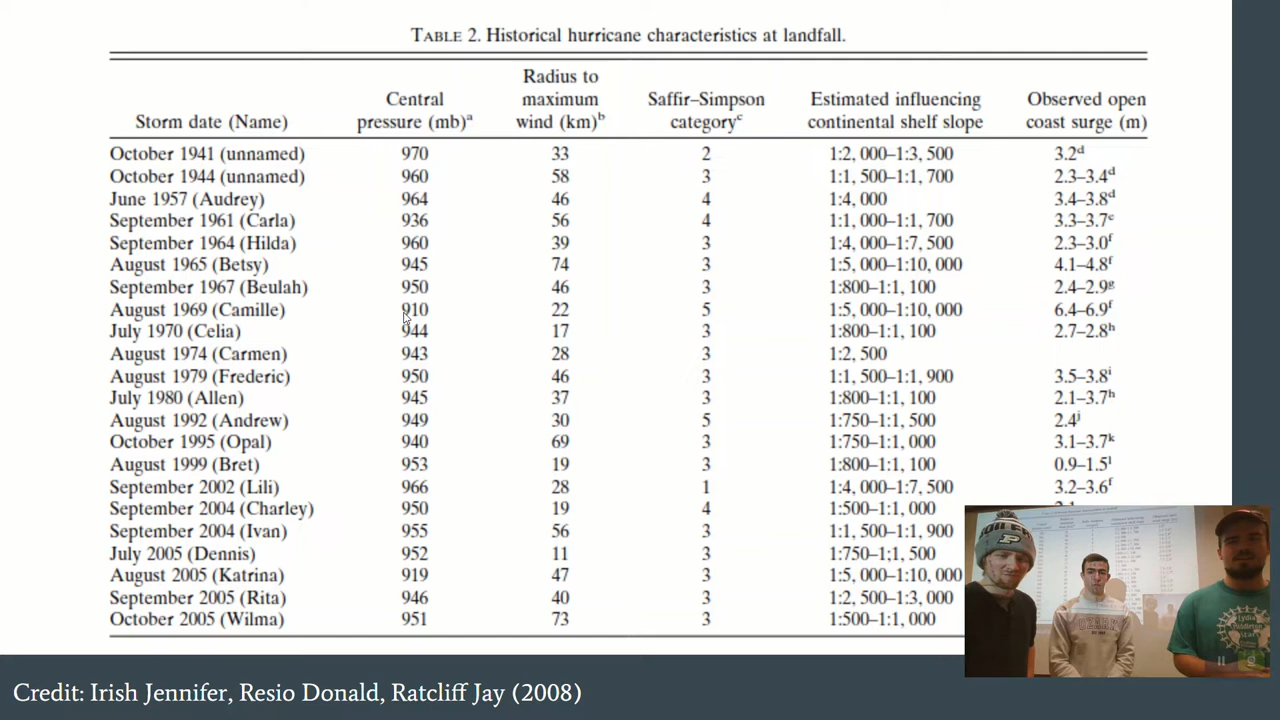 TABLE 2. Historical hurricane characteristics at landfall.
Storm date (Name) Central pressure (mb)a Radius to maximum wind (km)b Saffir–Simpson categoryc Estimated influencing continental shelf slope Observed open coast surge (m)
October 1941 (unnamed) 970 33 2 1:2, 000–1:3, 500 3.2d
October 1944 (unnamed) 960 58 3 1:1, 500–1:1, 700 2.3–3.4d
June 1957 (Audrey) 964 46 4 1:4, 000 3.4–3.8d
September 1961 (Carla) 936 56 4 1:1, 000–1:1, 700 3.3–3.7e
September 1964 (Hilda) 960 39 3 1:4, 000–1:7, 500 2.3–3.0f
August 1965 (Betsy) 945 74 3 1:5, 000–1:10, 000 4.1–4.8f
September 1967 (Beulah) 950 46 3 1:800–1:1, 100 2.4–2.9g
August 1969 (Camille) 910 22 5 1:5, 000–1:10, 000 6.4–6.9f
July 1970 (Celia) 944 17 3 1:800–1:1, 100 2.7–2.8h
August 1974 (Carmen) 943 28 3 1:2, 500
August 1979 (Frederic) 950 46 3 1:1, 500–1:1, 900 3.5–3.8i
July 1980 (Allen) 945 37 3 1:800–1:1, 100 2.1–3.7h
August 1992 (Andrew) 949 30 5 1:750–1:1, 500 2.4j
October 1995 (Opal) 940 69 3 1:750–1:1, 000 3.1–3.7k
August 1999 (Bret) 953 19 3 1:800–1:1, 100 0.9–1.5l
September 2002 (Lili) 966 28 1 1:4, 000–1:7, 500 3.2–3.6f
September 2004 (Charley) 950 19 4 1:500–1:1, 000
September 2004 (Ivan) 955 56 3 1:1, 500–1:1, 900
July 2005 (Dennis) 952 11 3 1:750–1:1, 500
August 2005 (Katrina) 919 47 3 1:5, 000–1:10, 000
September 2005 (Rita) 946 40 3 1:2, 500–1:3, 000
October 2005 (Wilma) 951 73 3 1:500–1:1, 000
P
Lydia
Middleton
Credit: Irish Jennifer, Resio Donald, Ratcliff Jay (2008)